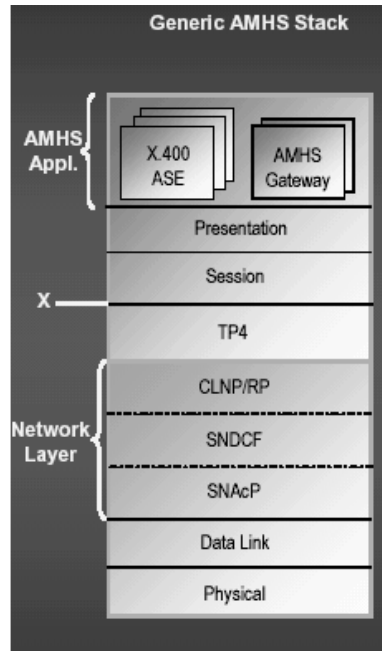 Generic AMHS Stack
AMHS
Appl.
X.400
ASE
AMHS
Gateway
Presentation
Session
X
TP4
CLNP/RP
Network
Layer
SNDCF
SNAcP
Data Link
Physical